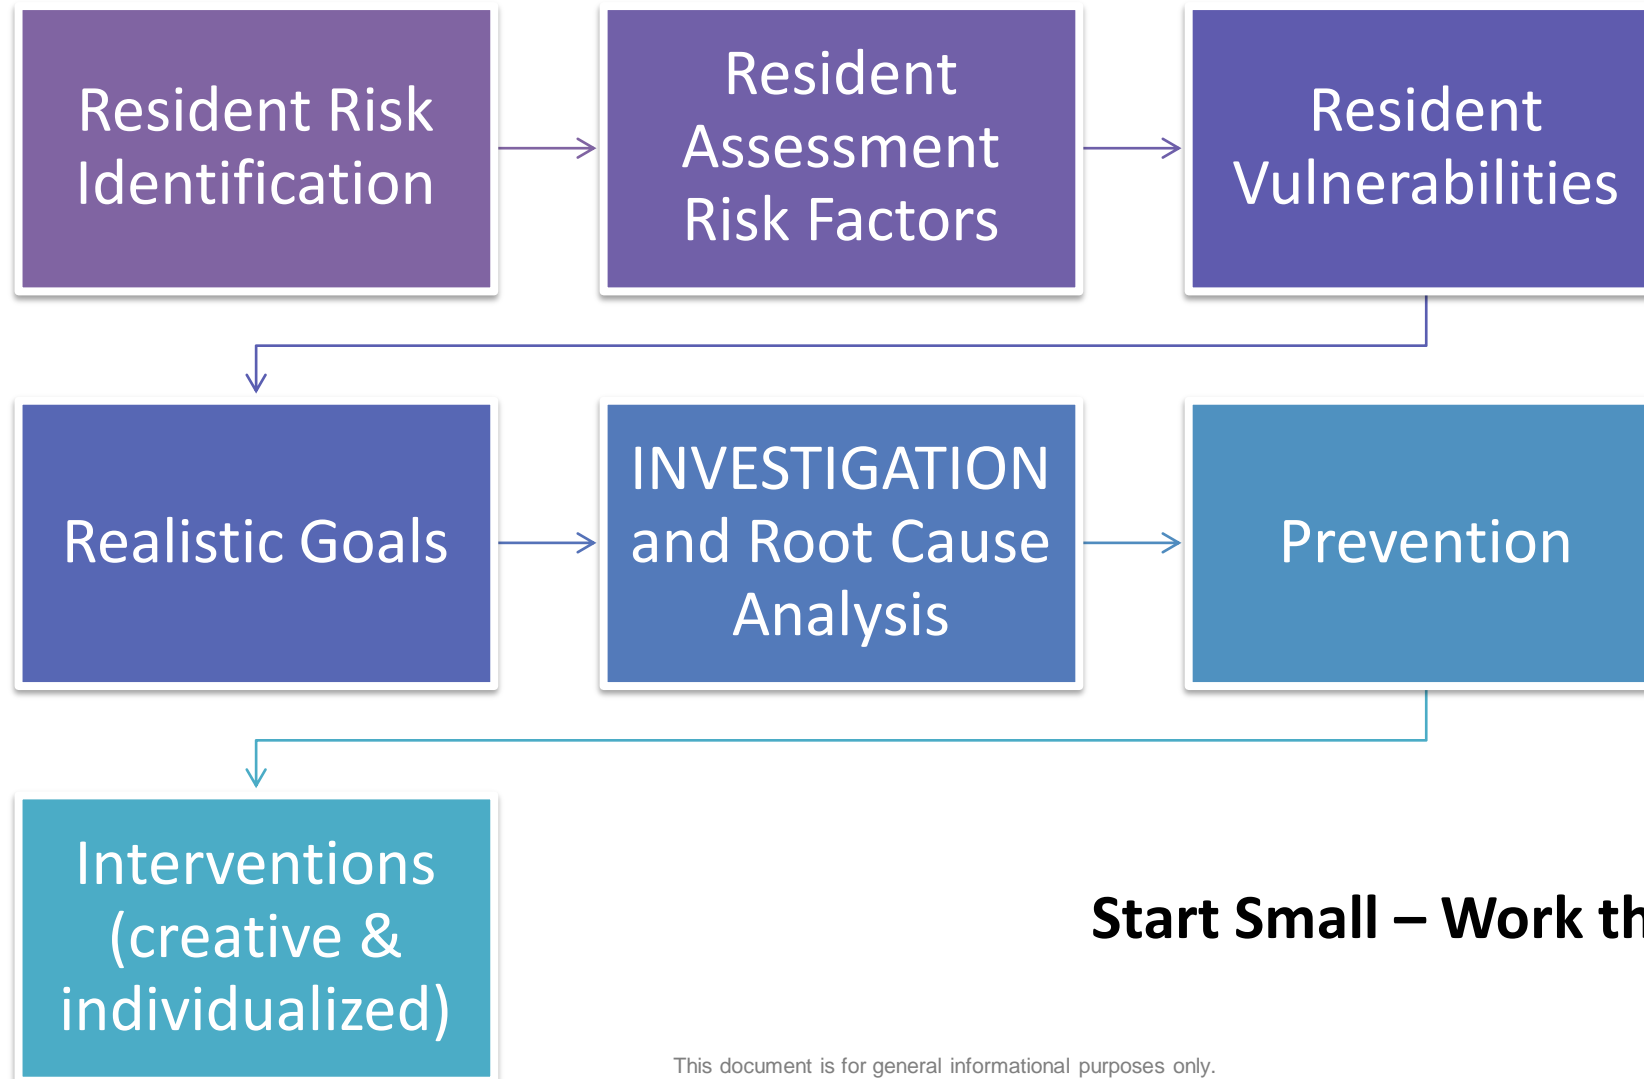 Resident Risk
Identification
Resident
Assessment
Risk Factors
Resident
Vulnerabilities
Realistic Goals
INVESTIGATION
and Root Cause
Analysis
Prevention
Interventions
(creative &
individualized)
Start Small – Work
This document is for general informational purposes only.